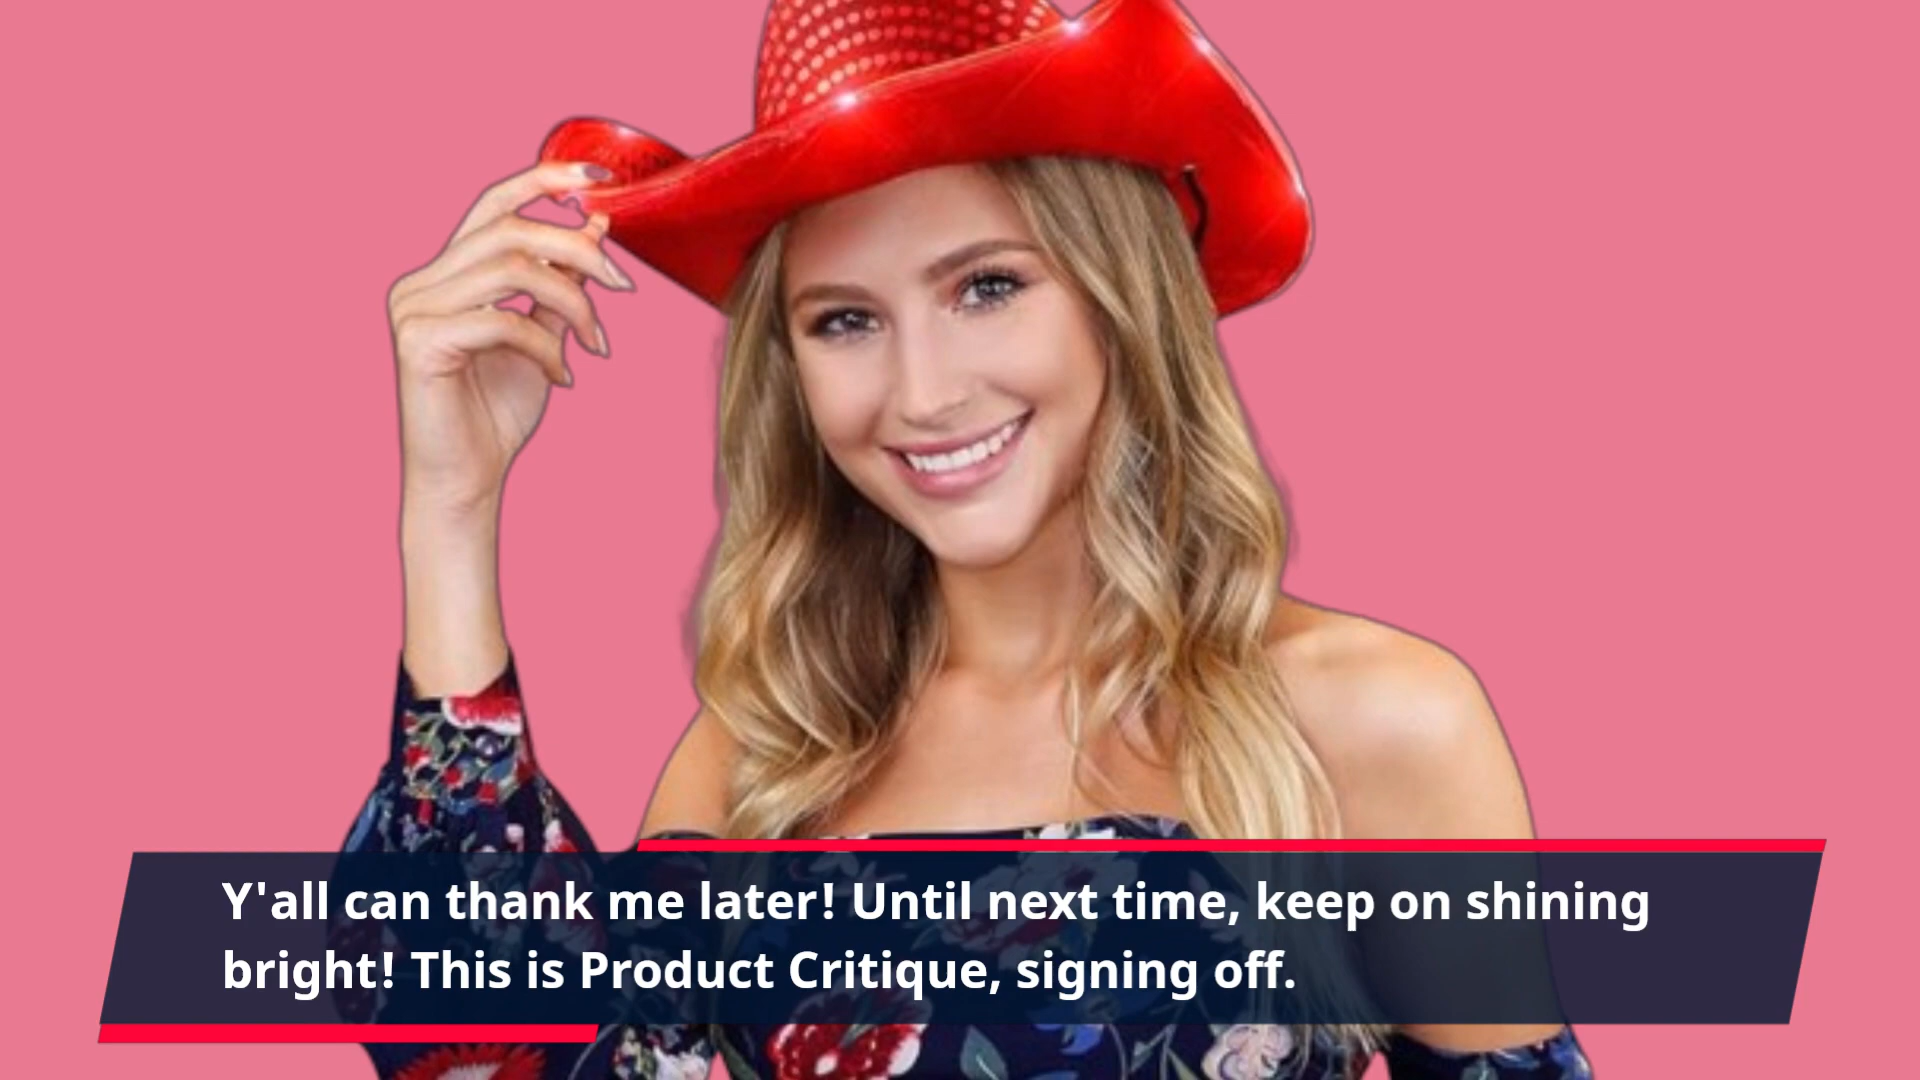 Y'all can thank me later! Until next time, keep on shining
bright! This is Product Critique, signing off.